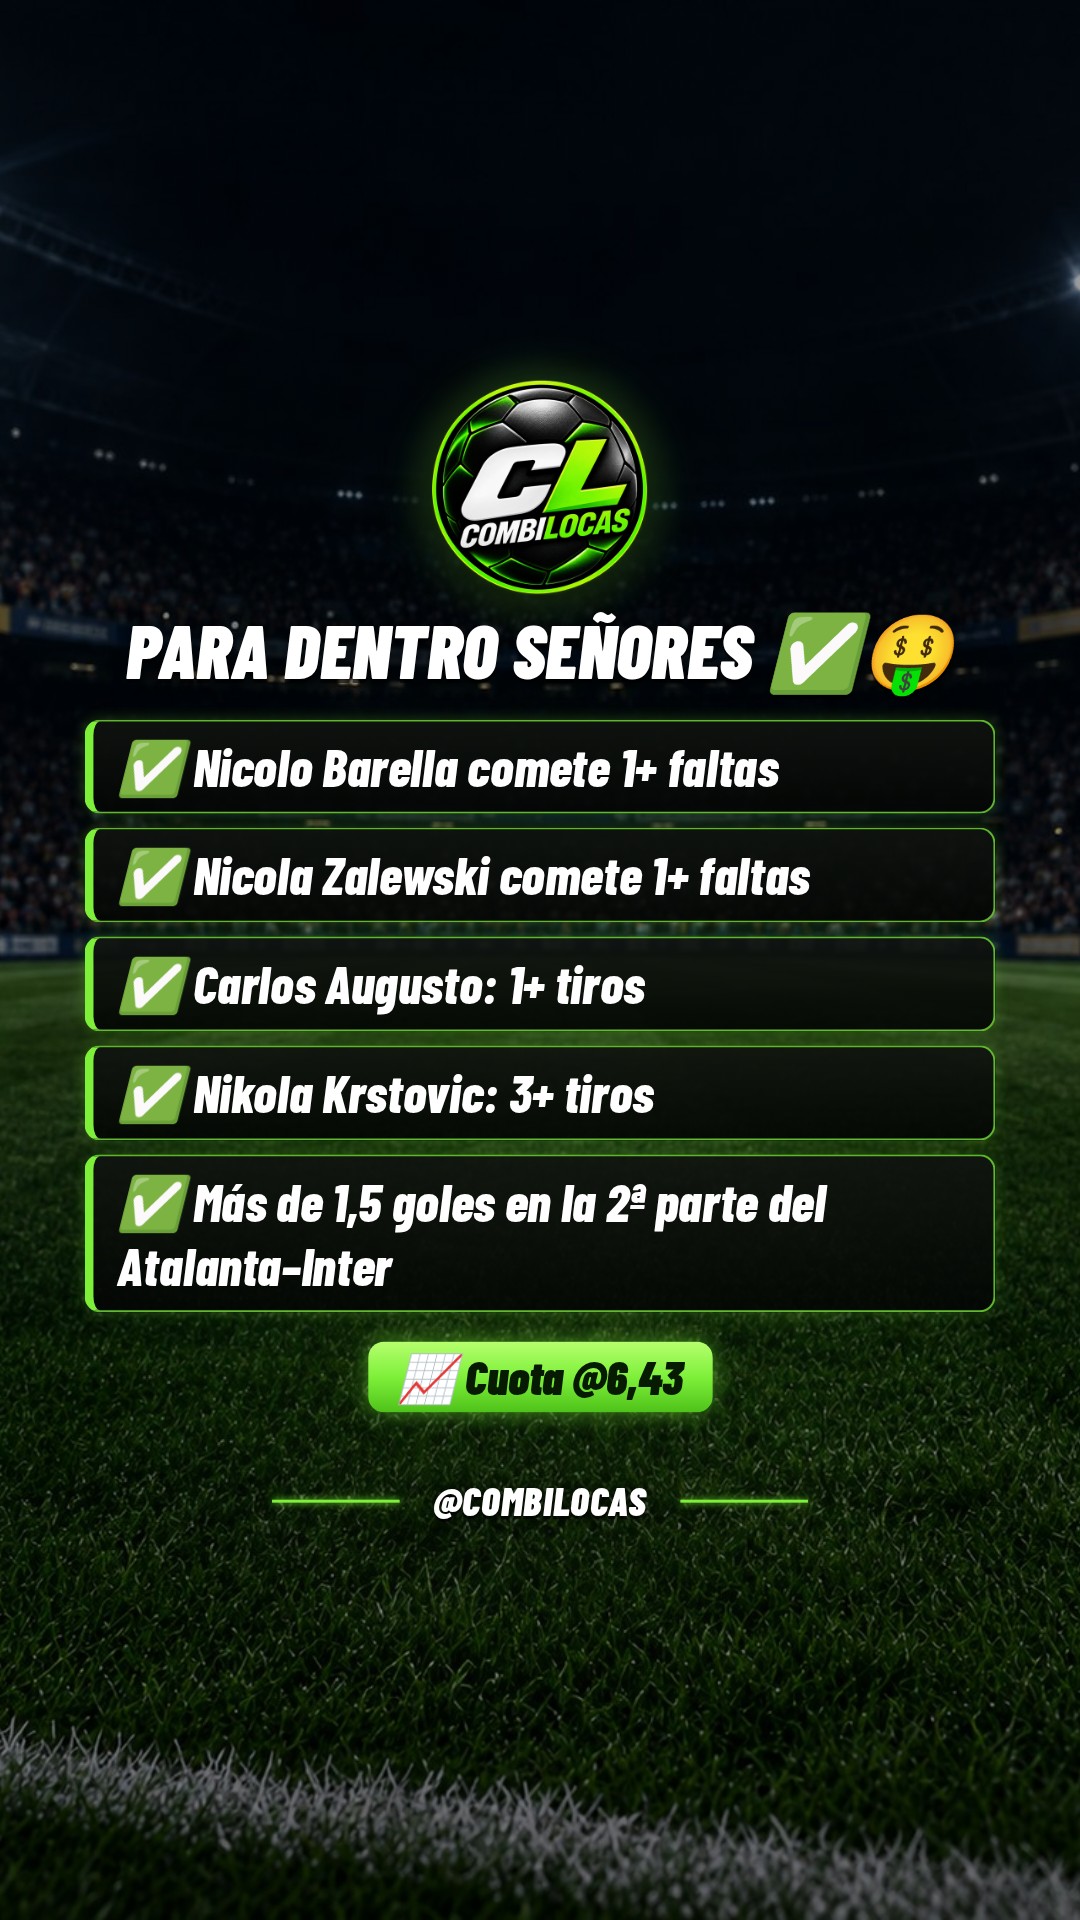 CL
COMBILOCAS
PARA DENTRO SEÑORES ✅🤑
✅ Nicolo Barella comete 1+ faltas
✅ Nicola Zalewski comete 1+ faltas
✅ Carlos Augusto: 1+ tiros
✅ Nikola Krstovic: 3+ tiros
✅ Más de 1,5 goles en la 2ª parte del
Atalanta-Inter
📈 Cuota @6,43
@COMBILOCAS